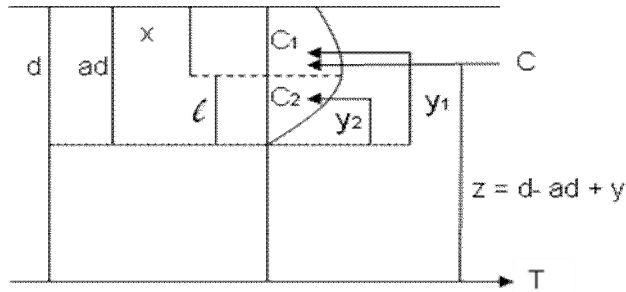 x
C₁
C
d
ad
C₂
ℓ
y₂
y₁
z = d- ad + y
T